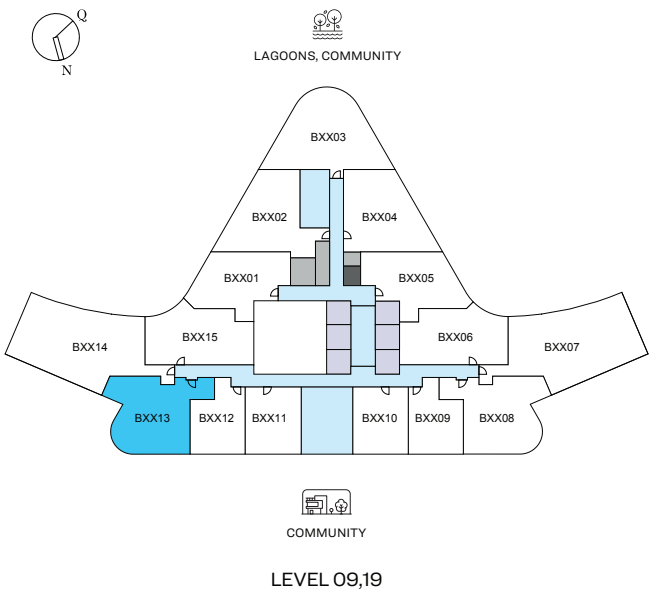 Q
N
LAGOONS, COMMUNITY
BXX03
BXX02
BXX04
BXX01
BXX05
BXX14
BXX15
BXX06
BXX07
BXX13
BXX12
BXX11
BXX10
BXX09
BXX08
COMMUNITY
LEVEL 09,19